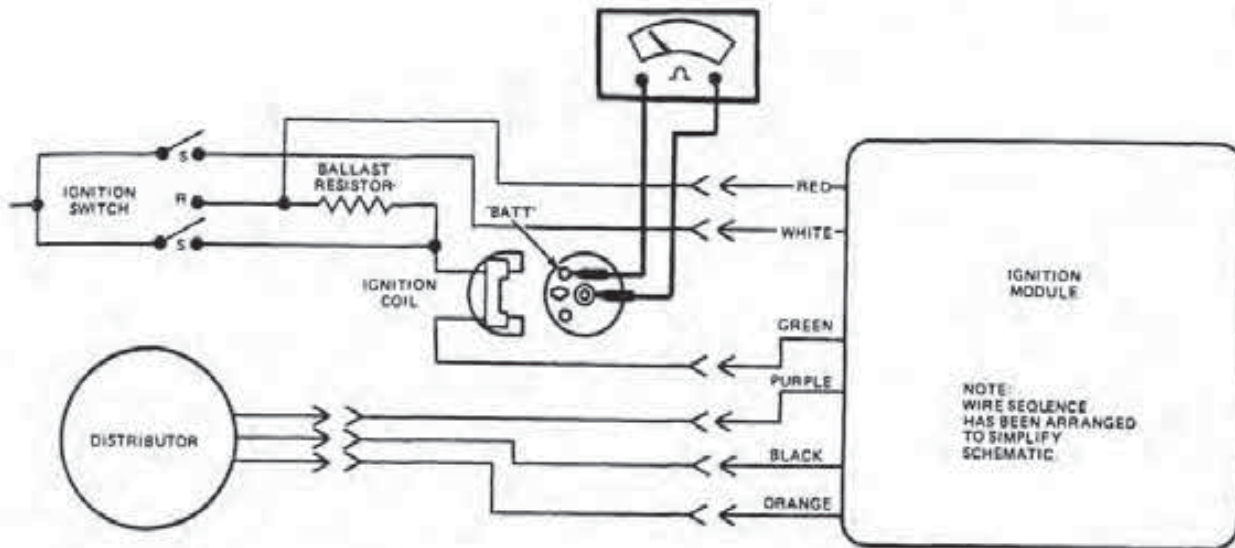 Ω
S
IGNITION
SWITCH
R
S
BALLAST
RESISTOR
"BATT"
IGNITION
COIL
DISTRIBUTOR
RED
WHITE
GREEN
PURPLE
BLACK
ORANGE
IGNITION
MODULE
NOTE:
WIRE SEQUENCE
HAS BEEN ARRANGED
TO SIMPLIFY
SCHEMATIC